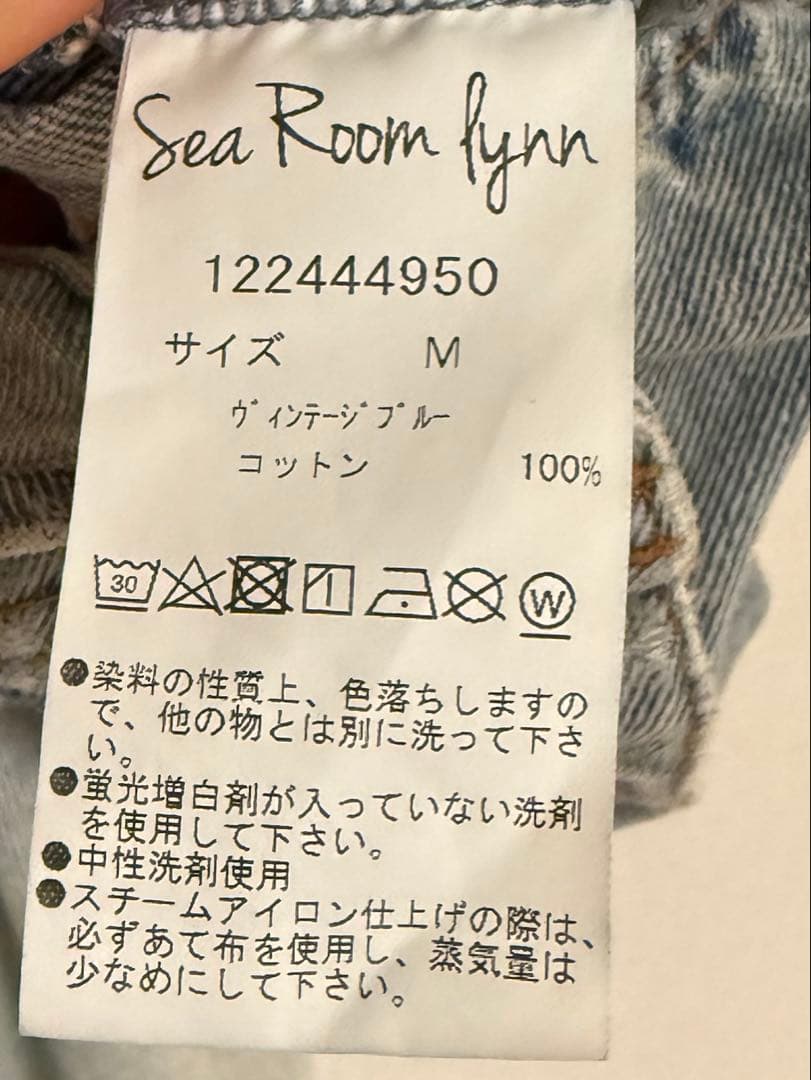 Sea Room lynn
122444950
サイズ M
ヴィンテージブルー
コットン 100%
30 W
●染料の性質上、色落ちしますの
で、他の物とは別に洗って下さ
い。
●蛍光増白剤が入っていない洗剤
を使用して下さい。
●中性洗剤使用
●スチームアイロン仕上げの際は、
必ずあて布を使用し、蒸気量は
少なめにして下さい。